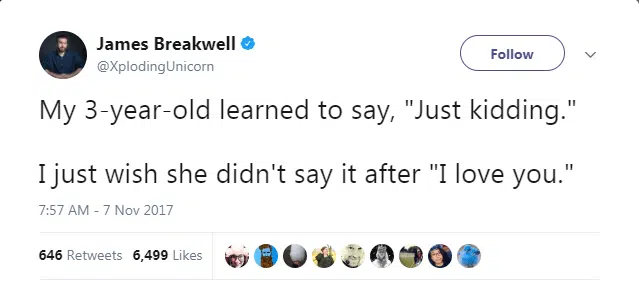 James Breakwell
@XplodingUnicorn
Follow
My 3-year-old learned to say, "Just kidding."
I just wish she didn't say it after "I love you."
7:57 AM - 7 Nov 2017
646 Retweets 6,499 Likes